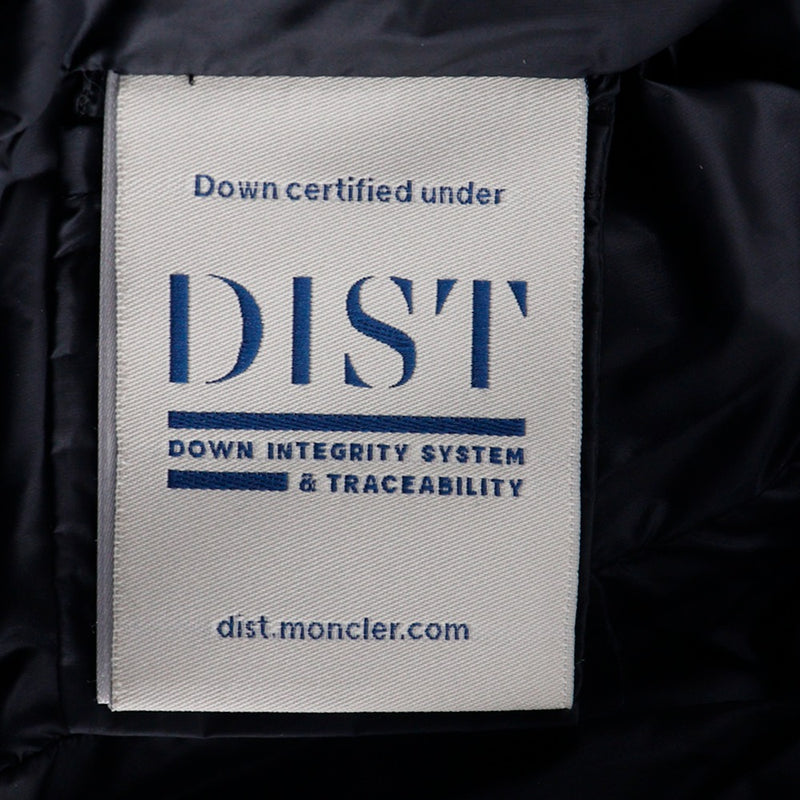 Down certified under
DIST
DOWN INTEGRITY SYSTEM
& TRACEABILITY
dist.moncler.com